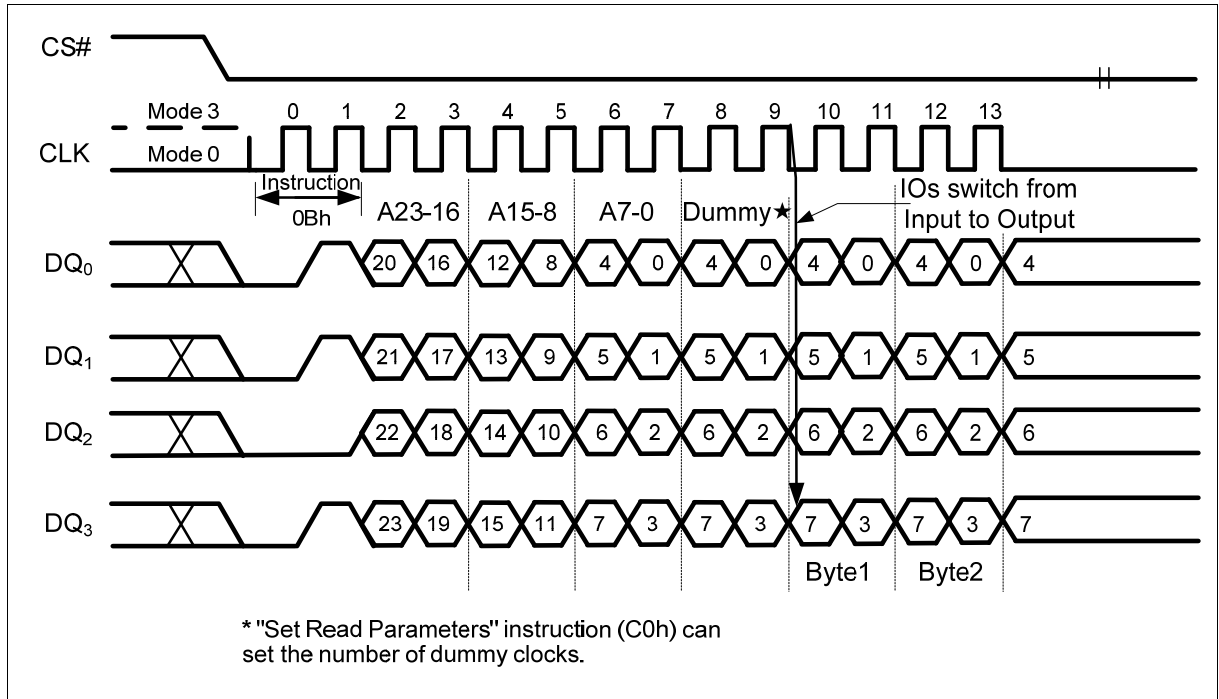 CS#
Mode 3
0 1 2 3 4 5 6 7 8 9 10 11 12 13
CLK
Mode 0
Instruction
0Bh
A23-16 A15-8 A7-0 Dummy★
IOs switch from
Input to Output
DQ0
20 16 12 8 4 0 4 0 4 0 4 0 4
DQ1
21 17 13 9 5 1 5 1 5 1 5 1 5
DQ2
22 18 14 10 6 2 6 2 6 2 6 2 6
DQ3
23 19 15 11 7 3 7 3 7 3 7 3 7
Byte1 Byte2
* "Set Read Parameters" instruction (C0h) can
set the number of dummy clocks.